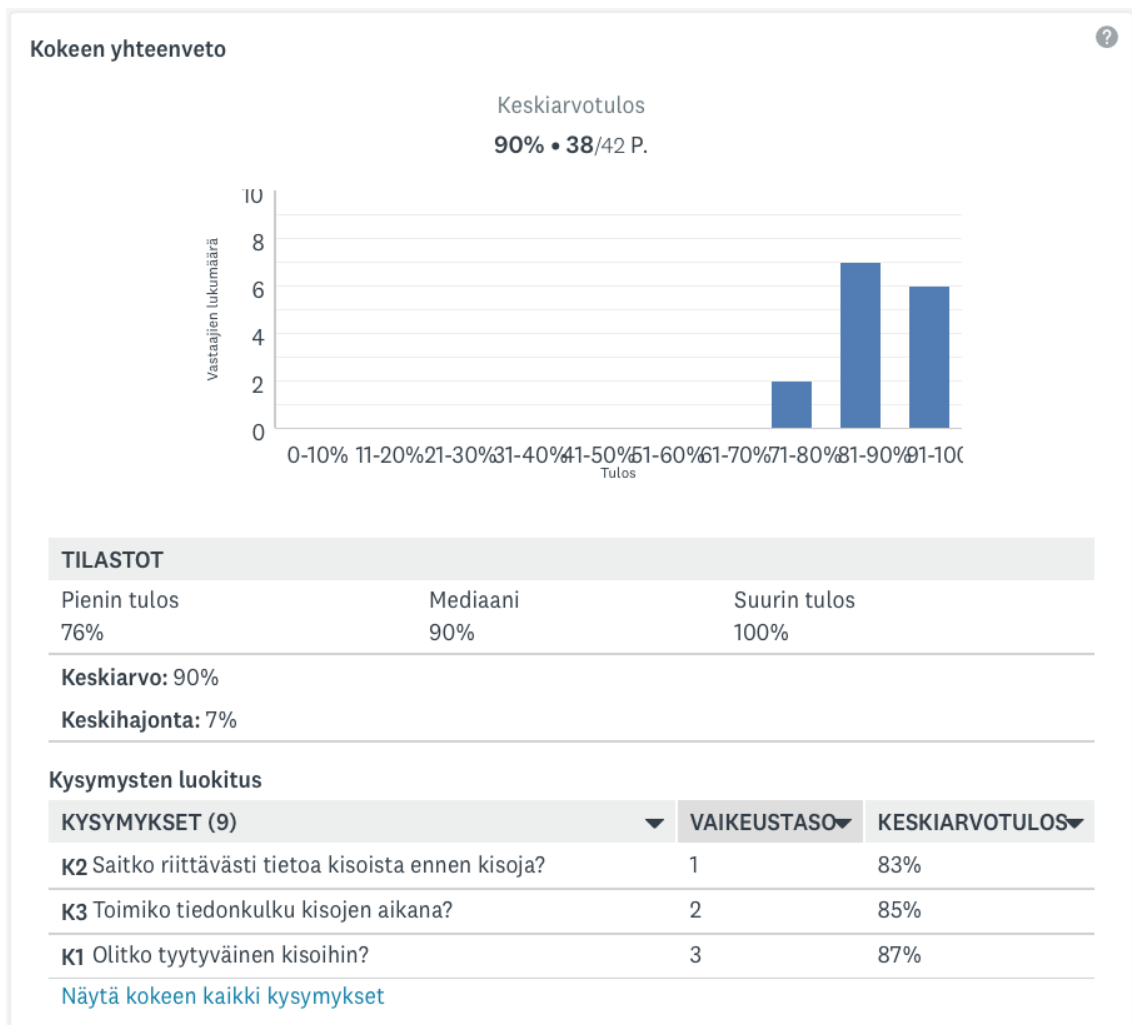 Kokeen yhteenveto
?
Keskiarvotulos
90% • 38/42 P.
Vastaajien lukumäärä
10
8
6
4
2
0
0-10% 11-20% 21-30% 31-40% 41-50% 51-60% 61-70% 71-80% 81-90% 91-100
Tulos
TILASTOT
Pienin tulos Mediaani Suurin tulos
76% 90% 100%
Keskiarvo: 90%
Keskihajonta: 7%
Kysymysten luokitus
KYSYMYKSET (9) VAIKEUSTASO KESKIARVOTULOS
K2 Saitko riittävästi tietoa kisoista ennen kisoja? 1 83%
K3 Toimiko tiedonkulku kisojen aikana? 2 85%
K1 Olitko tyytyväinen kisoihin? 3 87%
Näytä kokeen kaikki kysymykset